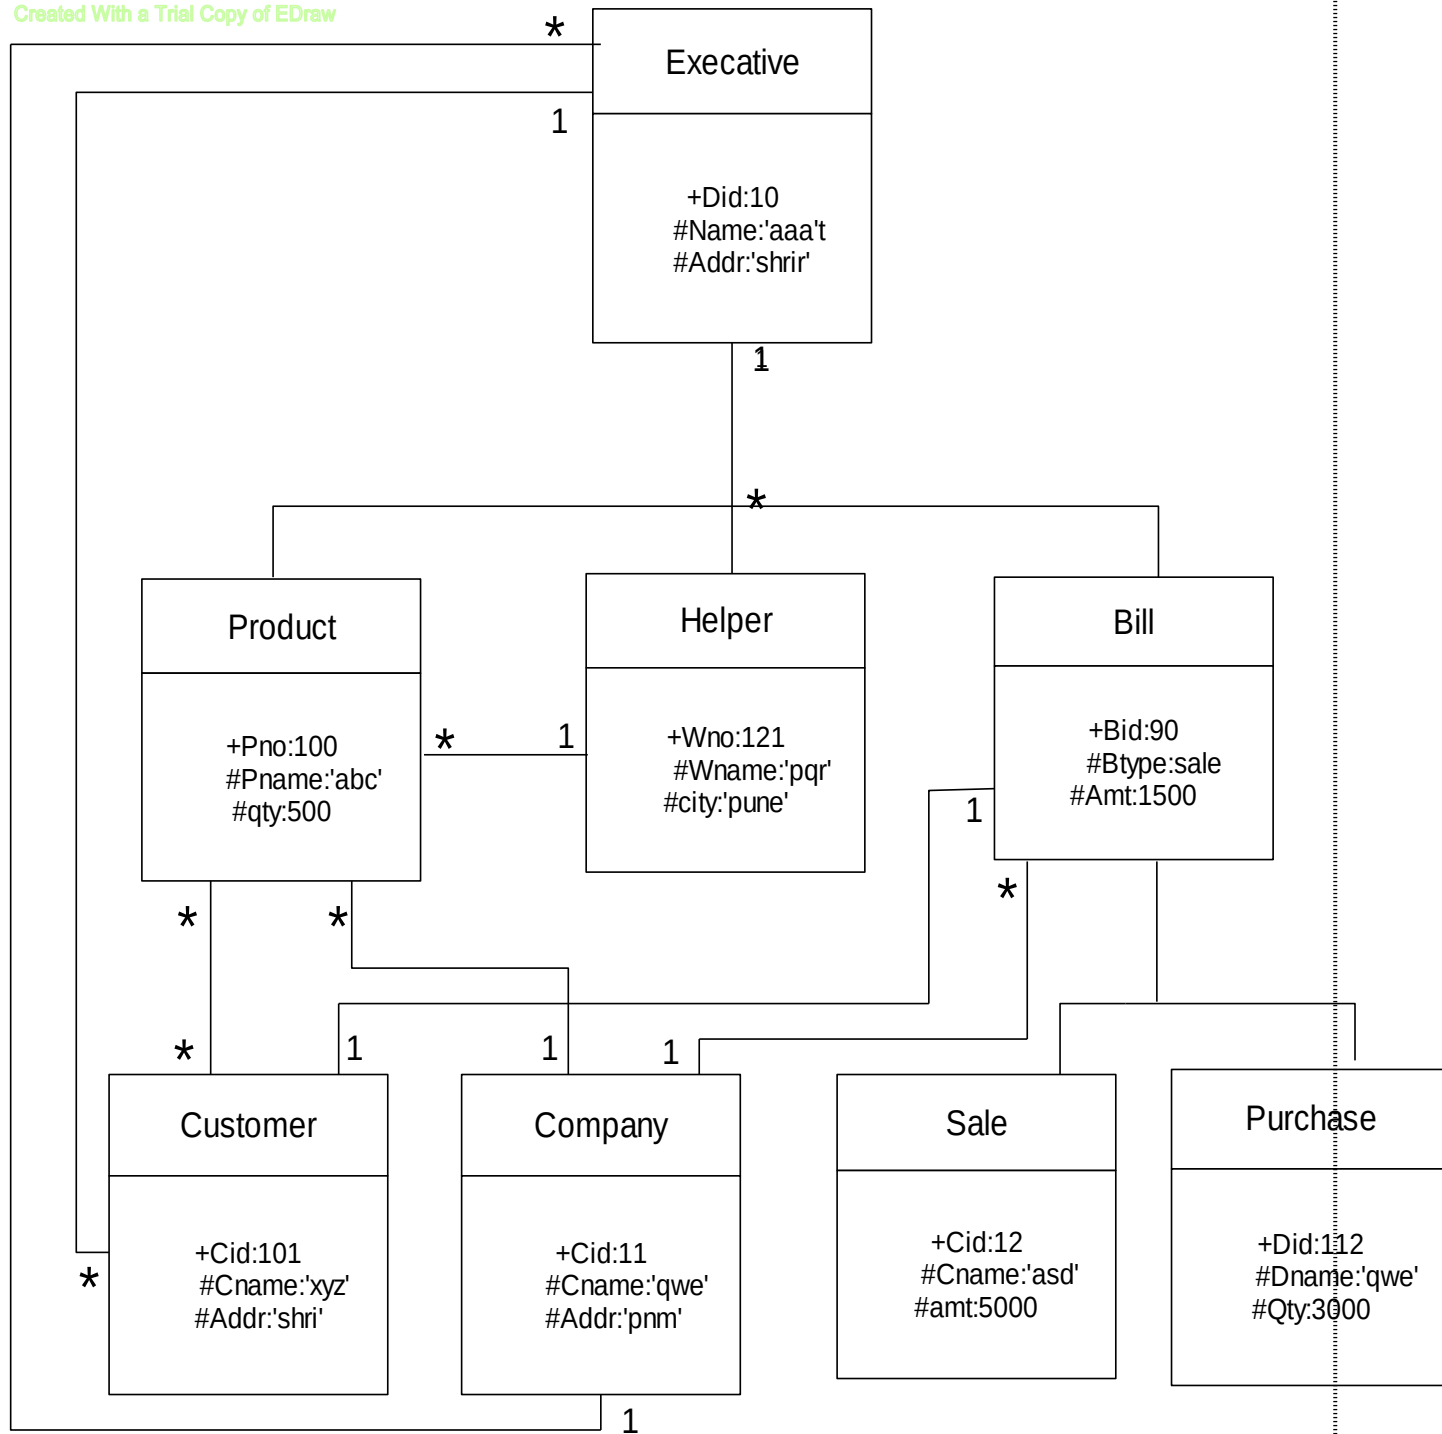 Created With a Trial Copy of EDraw
*
Execative
1
+Did:10
#Name:'aaa't
#Addr:'shrir'
1
*
Product
Helper
Bill
+Pno:100
#Pname:'abc'
#qty:500
*
1
+Wno:121
#Wname:'pqr'
#city:'pune'
+Bid:90
#Btype:sale
#Amt:1500
1
*
*
*
*
1
1
1
Customer
Company
Sale
Purchase
+Cid:101
#Cname:'xyz'
#Addr:'shri'
*
+Cid:11
#Cname:'qwe'
#Addr:'pnm'
+Cid:12
#Cname:'asd'
#amt:5000
+Did:112
#Dname:'qwe'
#Qty:3000
1